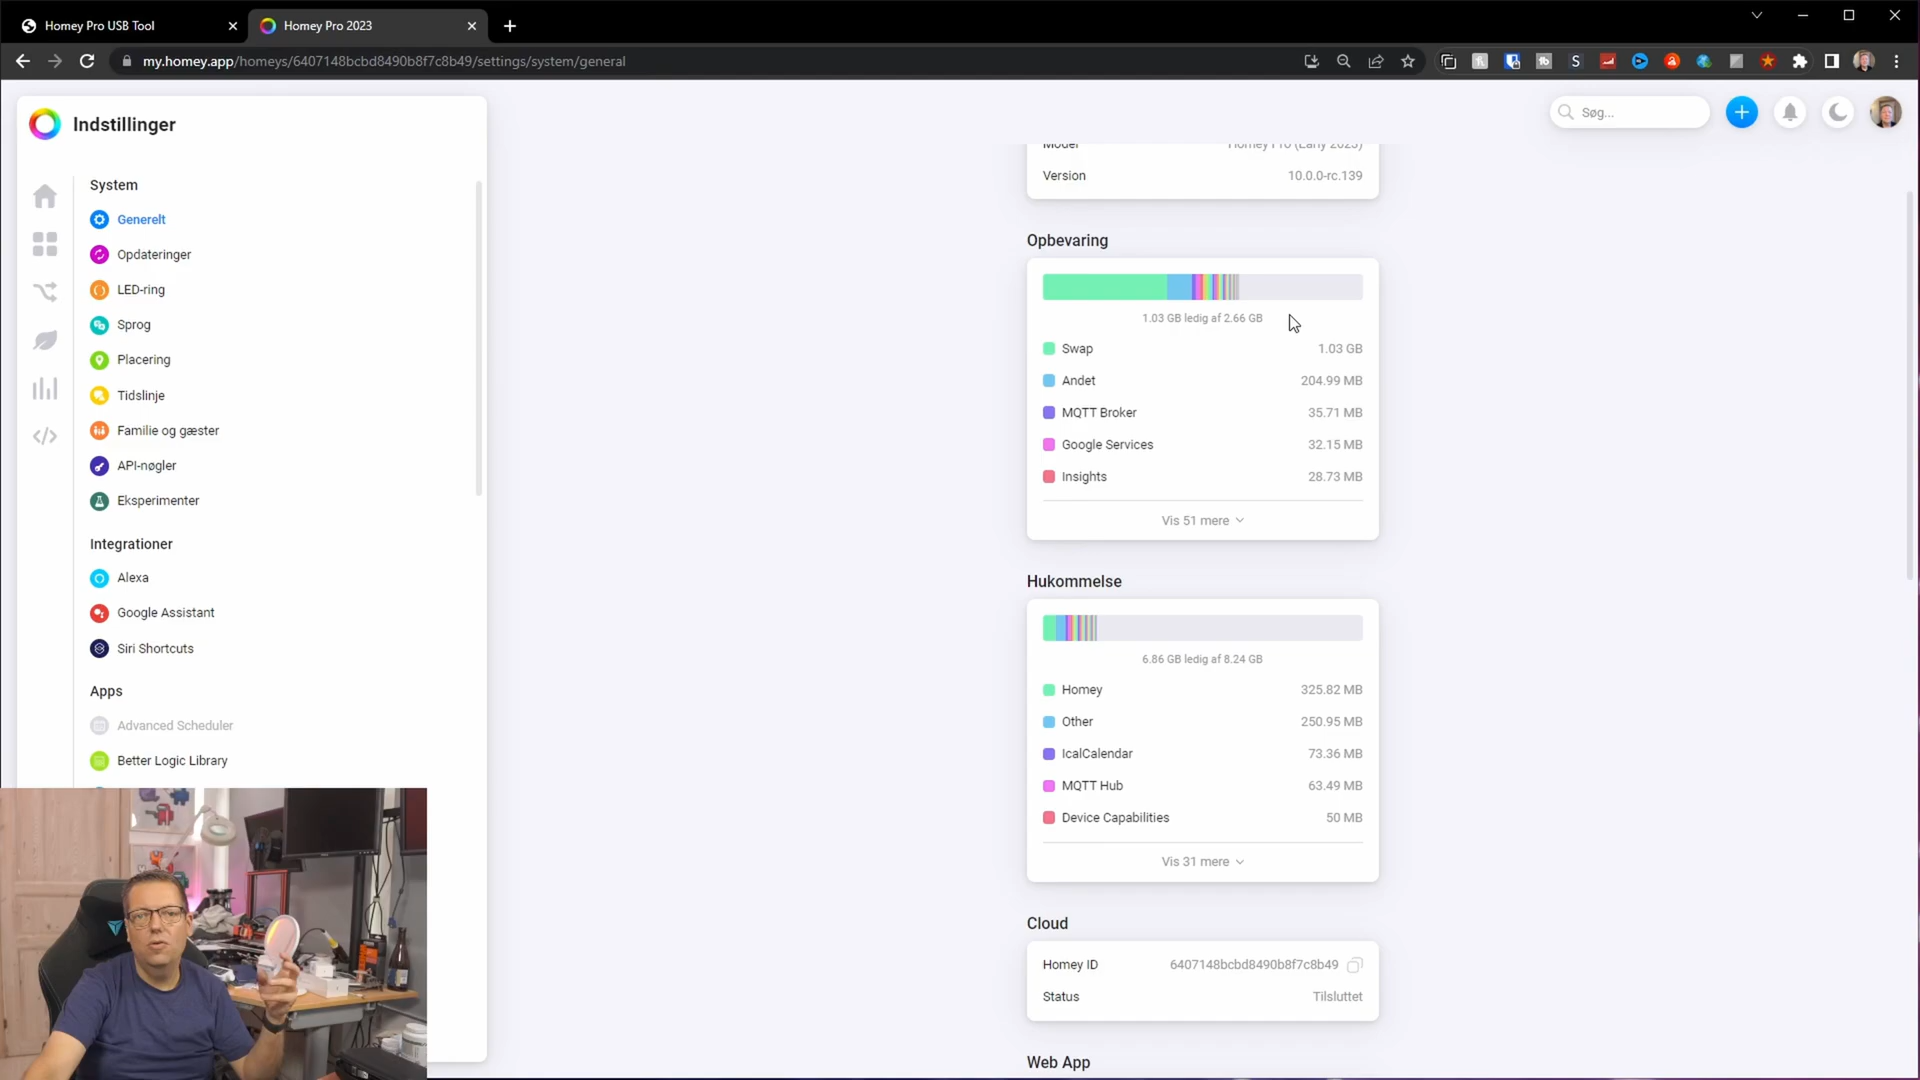 Homey Pro USB Tool
Homey Pro 2023
my.homey.app/homeys/6407148bcbd8490b8f7c8b49/settings/system/general
Indstillinger
Søg...
System
Generelt
Opdateringer
LED-ring
Sprog
Placering
Tidslinje
Familie og gæster
API-nøgler
Eksperimenter
Integrationer
Alexa
Google Assistant
Siri Shortcuts
Apps
Advanced Scheduler
Better Logic Library
Model Homey Pro (Early 2023)
Version 10.0.0-rc.139
Opbevaring
1.03 GB ledig af 2.66 GB
Swap 1.03 GB
Andet 204.99 MB
MQTT Broker 35.71 MB
Google Services 32.15 MB
Insights 28.73 MB
Vis 51 mere
Hukommelse
6.86 GB ledig af 8.24 GB
Homey 325.82 MB
Other 250.95 MB
IcalCalendar 73.36 MB
MQTT Hub 63.49 MB
Device Capabilities 50 MB
Vis 31 mere
Cloud
Homey ID 6407148bcbd8490b8f7c8b49
Status Tilsluttet
Web App